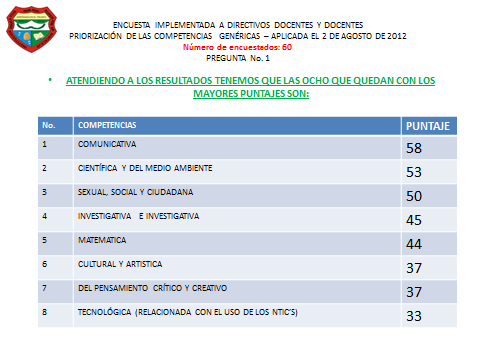 ENCUESTA IMPLEMENTADA A DIRECTIVOS DOCENTES Y DOCENTES
PRIORIZACIÓN DE LAS COMPETENCIAS GENÉRICAS – APLICADA EL 2 DE AGOSTO DE 2012
Número de encuestados: 60
PREGUNTA No. 1
• ATENDIENDO A LOS RESULTADOS TENEMOS QUE LAS OCHO QUE QUEDAN CON LOS
MAYORES PUNTAJES SON:
No. COMPETENCIAS PUNTAJE
1 COMUNICATIVA 58
2 CIENTÍFICA Y DEL MEDIO AMBIENTE 53
3 SEXUAL, SOCIAL Y CIUDADANA 50
4 INVESTIGATIVA E INVESTIGATIVA 45
5 MATEMATICA 44
6 CULTURAL Y ARTISTICA 37
7 DEL PENSAMIENTO CRÍTICO Y CREATIVO 37
8 TECNOLÓGICA (RELACIONADA CON EL USO DE LOS NTIC'S) 33